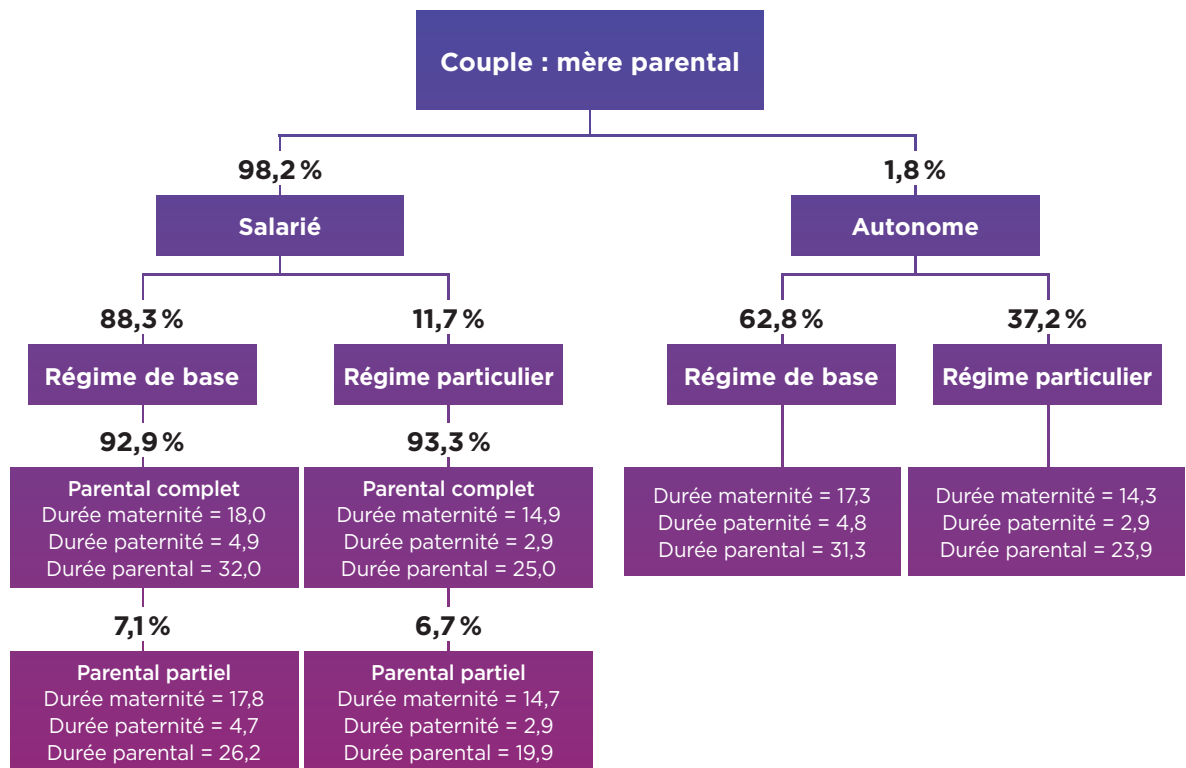 Couple : mère parental
98,2 %
1,8 %
Salarié
Autonome
88,3 %
11,7 %
62,8 %
37,2 %
Régime de base
Régime particulier
Régime de base
Régime particulier
92,9 %
93,3 %
Parental complet
Durée maternité = 18,0
Durée paternité = 4,9
Durée parental = 32,0
Parental complet
Durée maternité = 14,9
Durée paternité = 2,9
Durée parental = 25,0
Durée maternité = 17,3
Durée paternité = 4,8
Durée parental = 31,3
Durée maternité = 14,3
Durée paternité = 2,9
Durée parental = 23,9
7,1 %
6,7 %
Parental partiel
Durée maternité = 17,8
Durée paternité = 4,7
Durée parental = 26,2
Parental partiel
Durée maternité = 14,7
Durée paternité = 2,9
Durée parental = 19,9